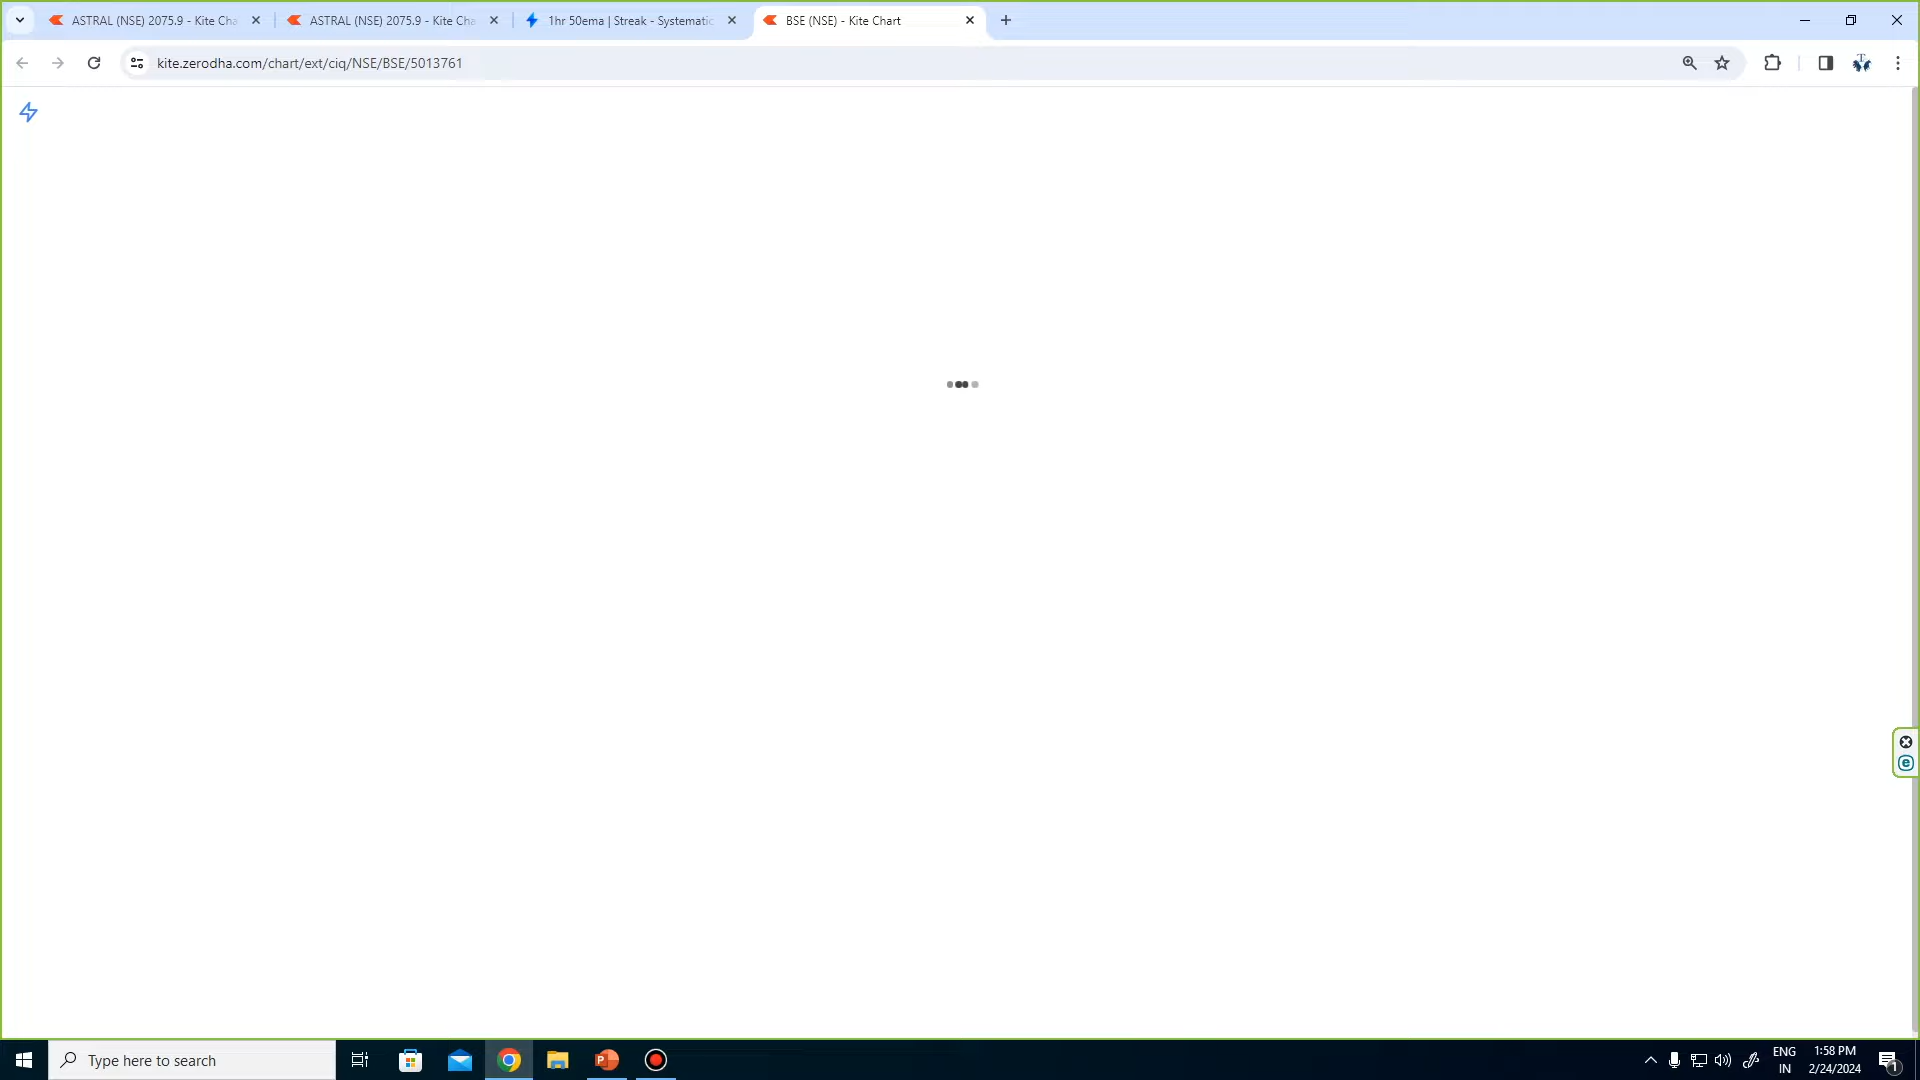 ASTRAL (NSE) 2075.9 - Kite Cha
ASTRAL (NSE) 2075.9 - Kite Cha
1hr 50ema | Streak - Systematic
BSE (NSE) - Kite Chart
kite.zerodha.com/chart/ext/ciq/NSE/BSE/5013761
Type here to search
ENG
IN
1:58 PM
2/24/2024
1